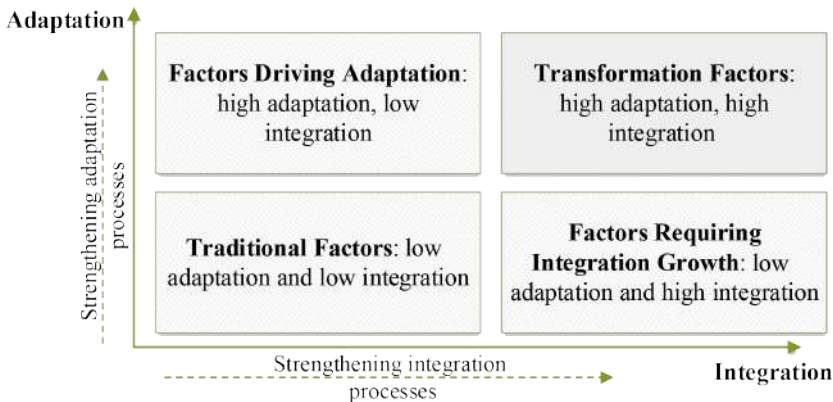 Adaptation
Factors Driving Adaptation:
high adaptation, low
integration
Transformation Factors:
high adaptation, high
integration
Strengthening adaptation
processes
Traditional Factors: low
adaptation and low integration
Factors Requiring
Integration Growth: low
adaptation and high integration
Strengthening integration
processes
Integration